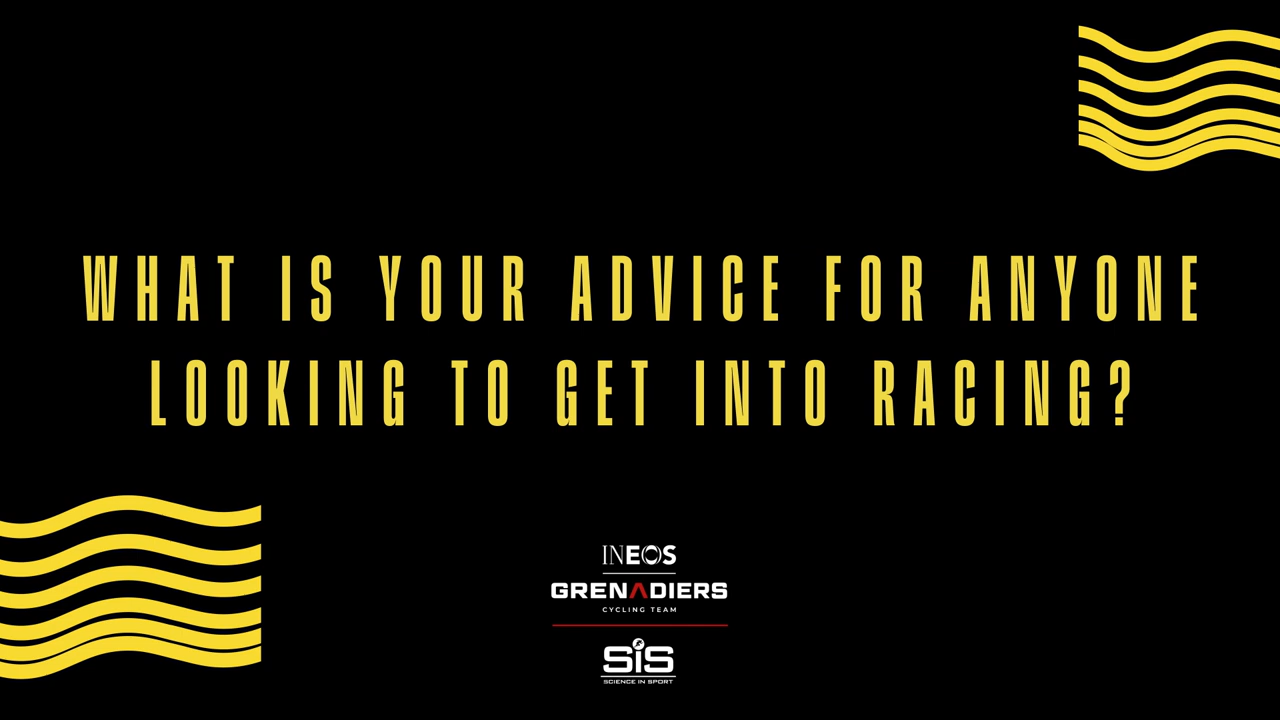 WHAT IS YOUR ADVICE FOR ANYONE
LOOKING TO GET INTO RACING?
INEOS
GRENADIERS
CYCLING TEAM
SiS
SCIENCE IN SPORT